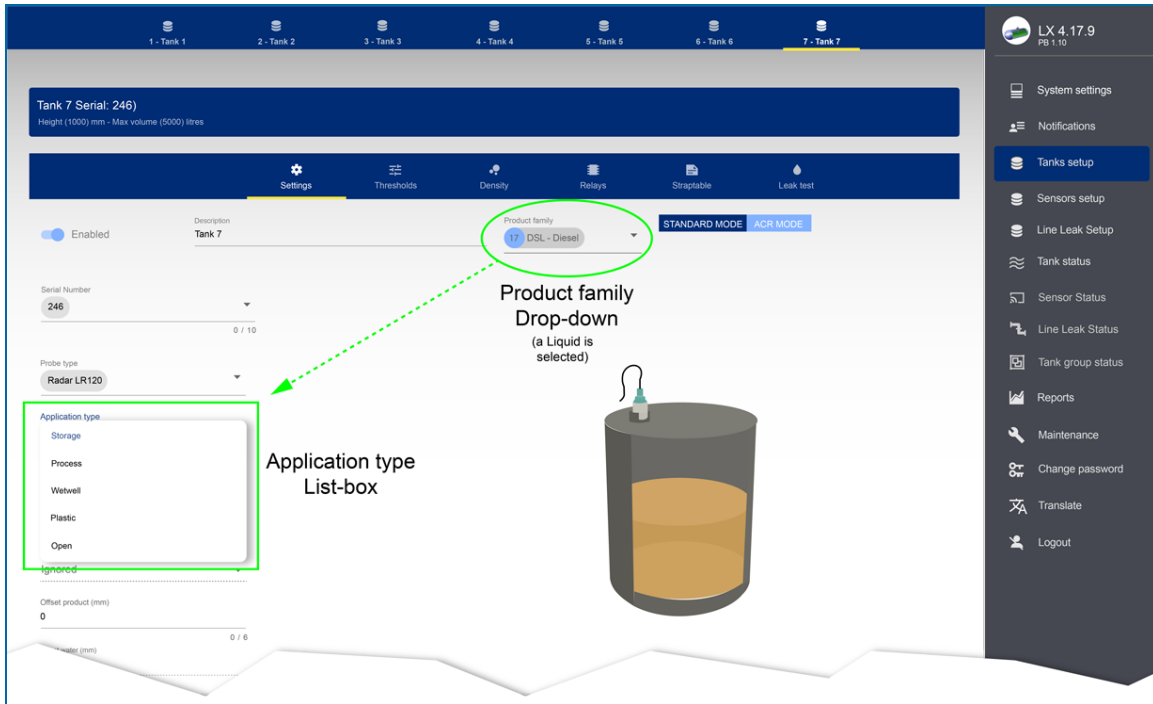 1 - Tank 1
2 - Tank 2
3 - Tank 3
4 - Tank 4
5 - Tank 5
6 - Tank 6
7 - Tank 7
LX 4.17.9
PB 1.10
Tank 7 Serial: 246)
Height (1000) mm - Max volume (5000) litres
Settings
Thresholds
Density
Relays
Straptable
Leak test
Enabled
Description
Tank 7
Product family
17 DSL - Diesel
STANDARD MODE
ACR MODE
Serial Number
246
0 / 10
Probe type
Radar LR120
Application type
Storage
Process
Wetwell
Plastic
Open
Ignored
Offset product (mm)
0
0 / 6
water (mm)
Product family
Drop-down
(a Liquid is
selected)
Application type
List-box
System settings
Notifications
Tanks setup
Sensors setup
Line Leak Setup
Tank status
Sensor Status
Line Leak Status
Tank group status
Reports
Maintenance
Change password
Translate
Logout